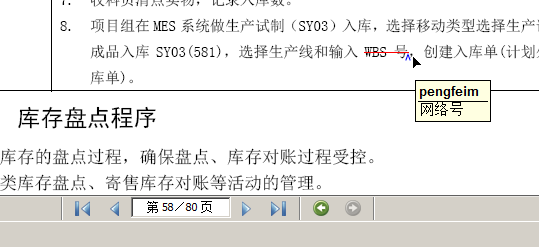 7. 收料员清点实物，记录入库数。
8. 项目组在 MES 系统做生产试制（SY03）入库，选择移动类型选择生产
成品入库 SY03(581)，选择生产线和输入 WBS 号，创建入库单(计划
库单)。
pengfeim
网络号
库存盘点程序
库存的盘点过程，确保盘点、库存对账过程受控。
类库存盘点、寄售库存对账等活动的管理。
第 58／80 页